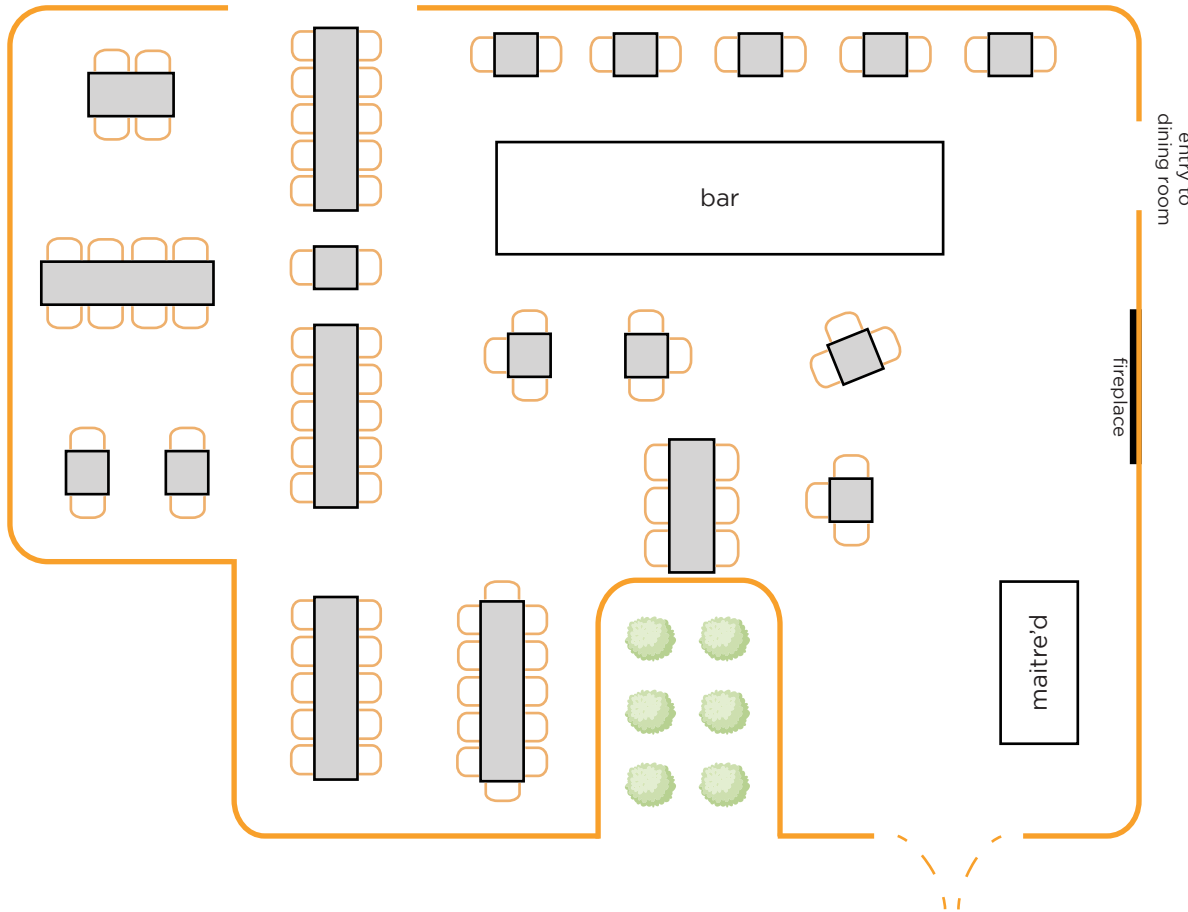 bar
entry to
dining room
fireplace
maitre’d